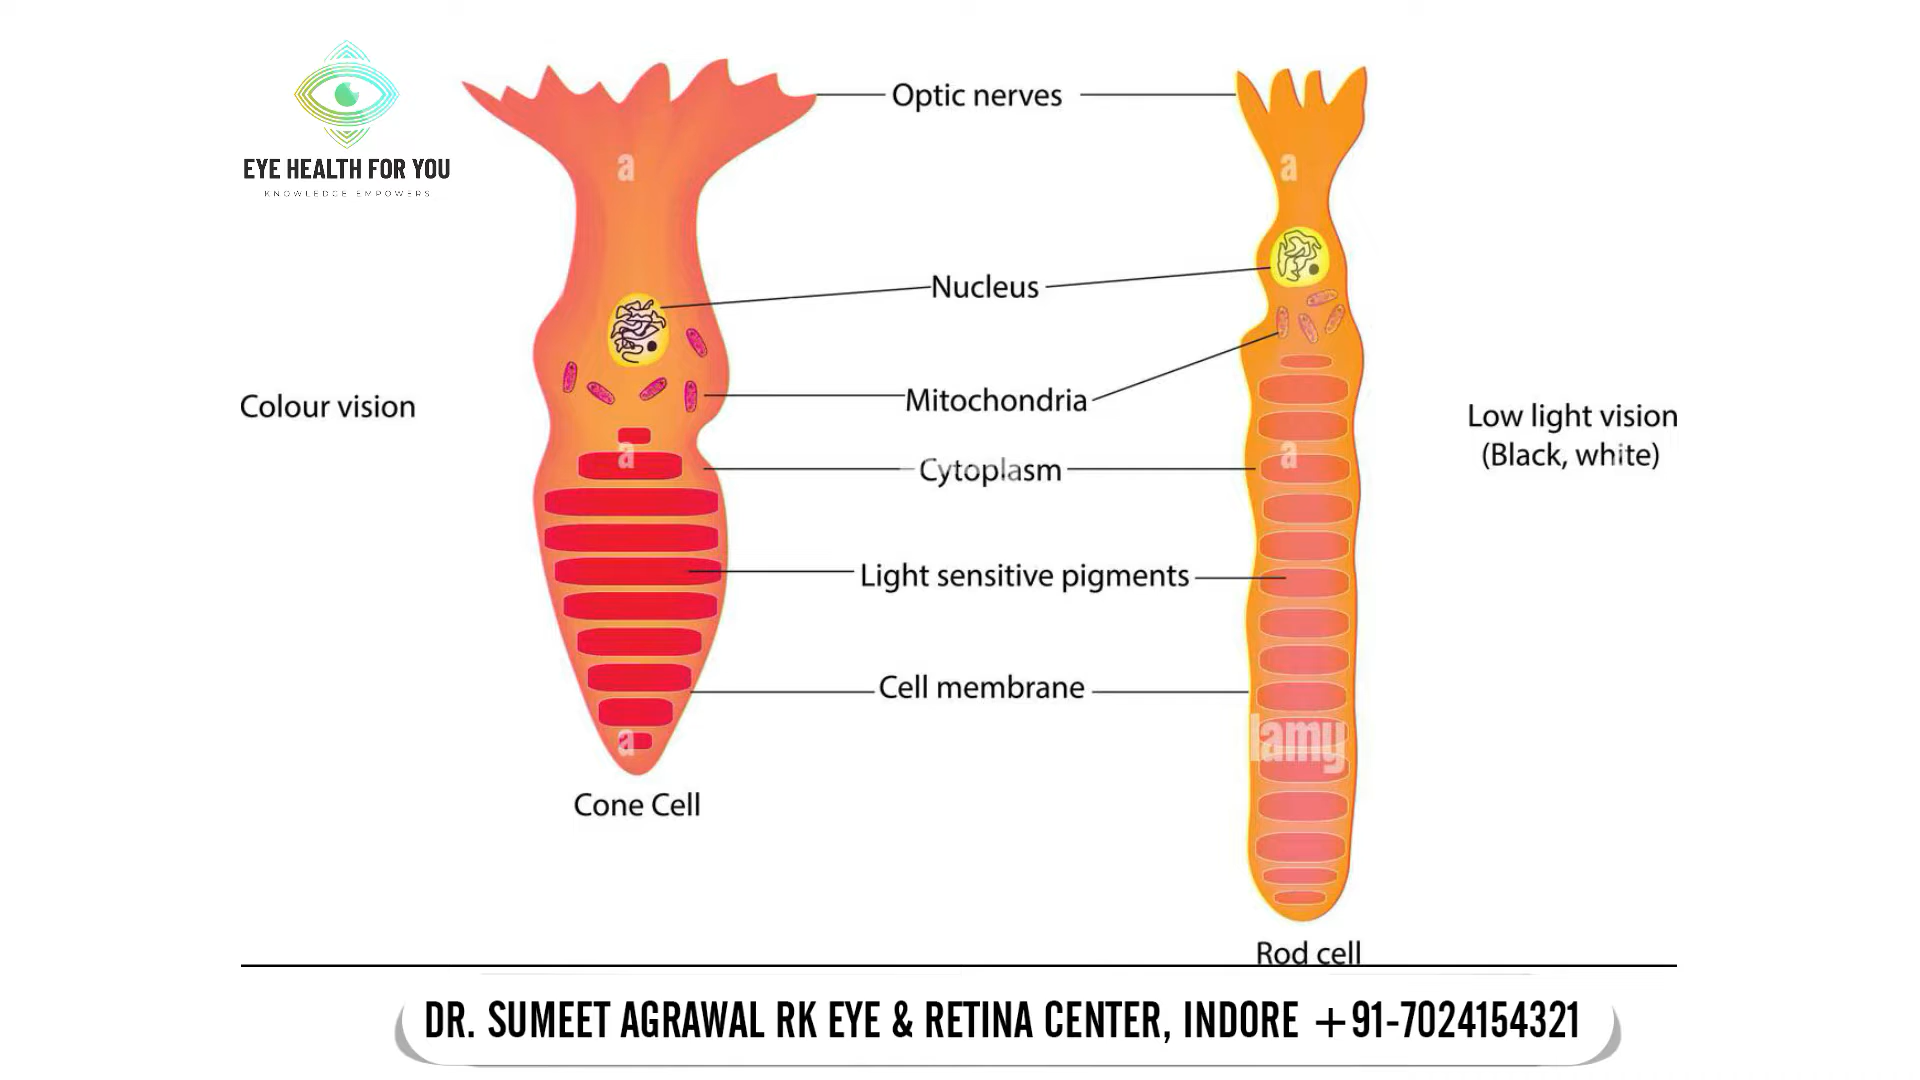 EYE HEALTH FOR YOU
KNOWLEDGE EMPOWERS
Optic nerves
Nucleus
Colour vision
Mitochondria
Low light vision
(Black, white)
Cytoplasm
Light sensitive pigments
Cell membrane
Cone Cell
Rod cell
a
a
a
a
a
lamy
DR. SUMEET AGRAWAL RK EYE & RETINA CENTER, INDORE +91-7024154321